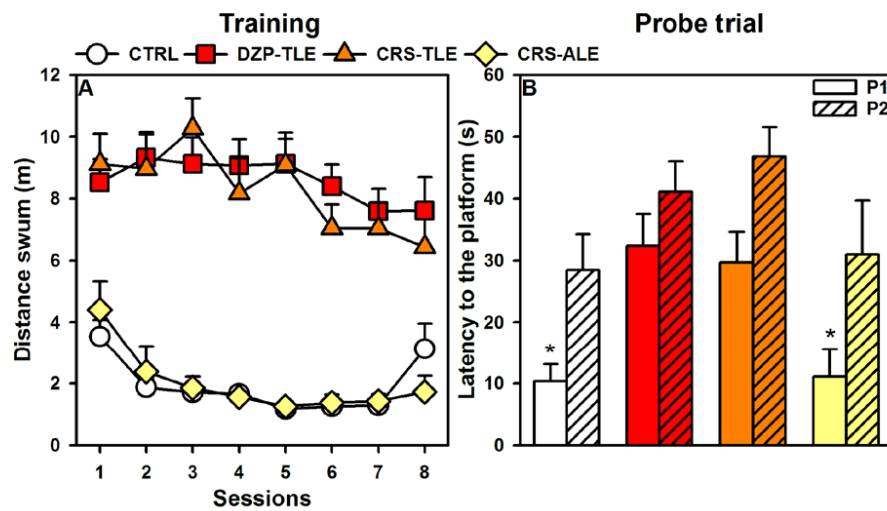 Training
Probe trial
CTRL DZP-TLE CRS-TLE CRS-ALE
A
Distance swum (m)
12
10
8
6
4
2
0
1 2 3 4 5 6 7 8
Sessions
B
P1
P2
Latency to the platform (s)
60
50
40
30
20
10
0
*
*